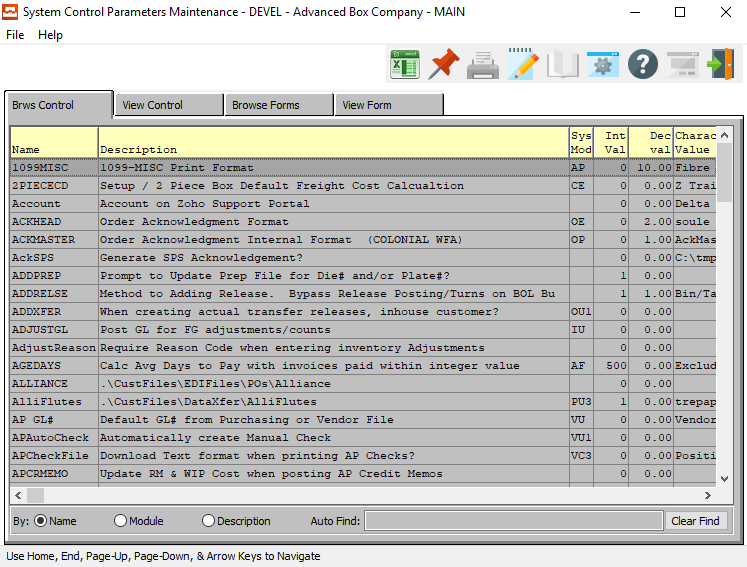 System Control Parameters Maintenance - DEVEL - Advanced Box Company - MAIN
File Help
excel
Brws Control View Control Browse Forms View Form
Sys Int Dec Charac
Name Description Mod Val val Value
1099MISC 1099-MISC Print Format AP 0 10.00 Fibre
2PIECECD Setup / 2 Piece Box Default Freight Cost Calcualtion CE 0 0.00 Z Trai
Account Account on Zoho Support Portal 0 0.00 Delta
ACKHEAD Order Acknowledgment Format OE 0 2.00 soule
ACKMASTER Order Acknowledgment Internal Format (COLONIAL WFA) OP 0 1.00 AckMas
AckSPS Generate SPS Acknowledgement? 0 0.00 C:\tmp
ADDPREP Prompt to Update Prep File for Die# and/or Plate#? 1 0.00
ADDRELSE Method to Adding Release. Bypass Release Posting/Turns on BOL Bu 1 1.00 Bin/Ta
ADDXFER When creating actual transfer releases, inhouse customer? OU1 0 0.00
ADJUSTGL Post GL for FG adjustments/counts IU 0 0.00
AdjustReason Require Reason Code when entering inventory Adjustments 0 0.00
AGEDAYS Calc Avg Days to Pay with invoices paid within integer value AF 500 0.00 Exclud
ALLIANCE .\CustFiles\EDIFiles\POs\Alliance 0 0.00
AlliFlutes .\CustFiles\DataXfer\AlliFlutes PU3 1 0.00 trepap
AP GL# Default GL# from Purchasing or Vendor File VU 0 0.00 Vendor
APAutoCheck Automatically create Manual Check VU1 0 0.00
APCheckFile Download Text format when printing AP Checks? VC3 0 0.00 Positi
APCRMEMO Update RM & WIP Cost when posting AP Credit Memos 0 0.00
By: Name Module Description Auto Find: Clear Find
Use Home, End, Page-Up, Page-Down, & Arrow Keys to Navigate